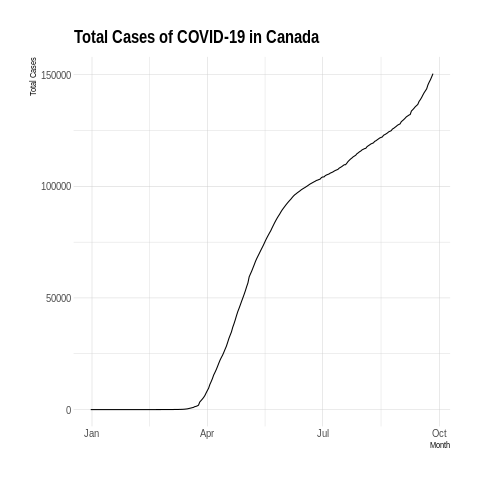 Total Cases of COVID-19 in Canada
Total Cases
150000
100000
50000
0
Jan Apr Jul Oct
Month